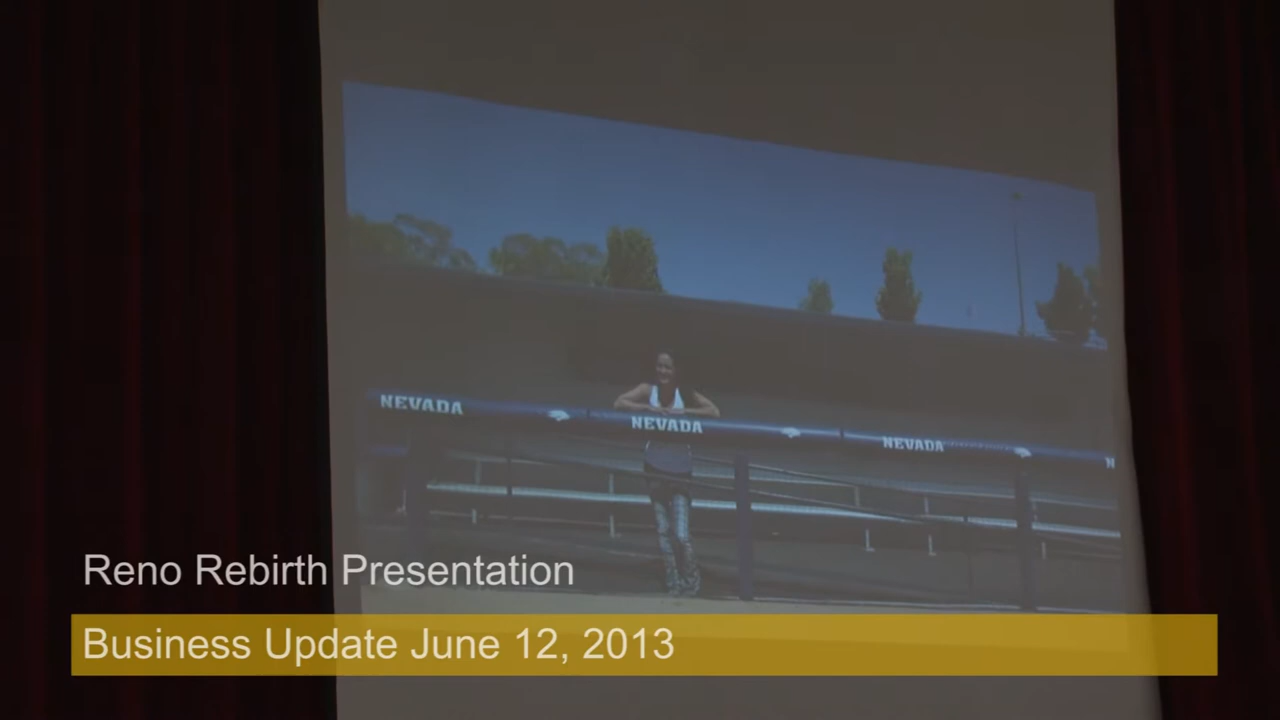 NEVADA
NEVADA
NEVADA
N
Reno Rebirth Presentation
Business Update June 12, 2013